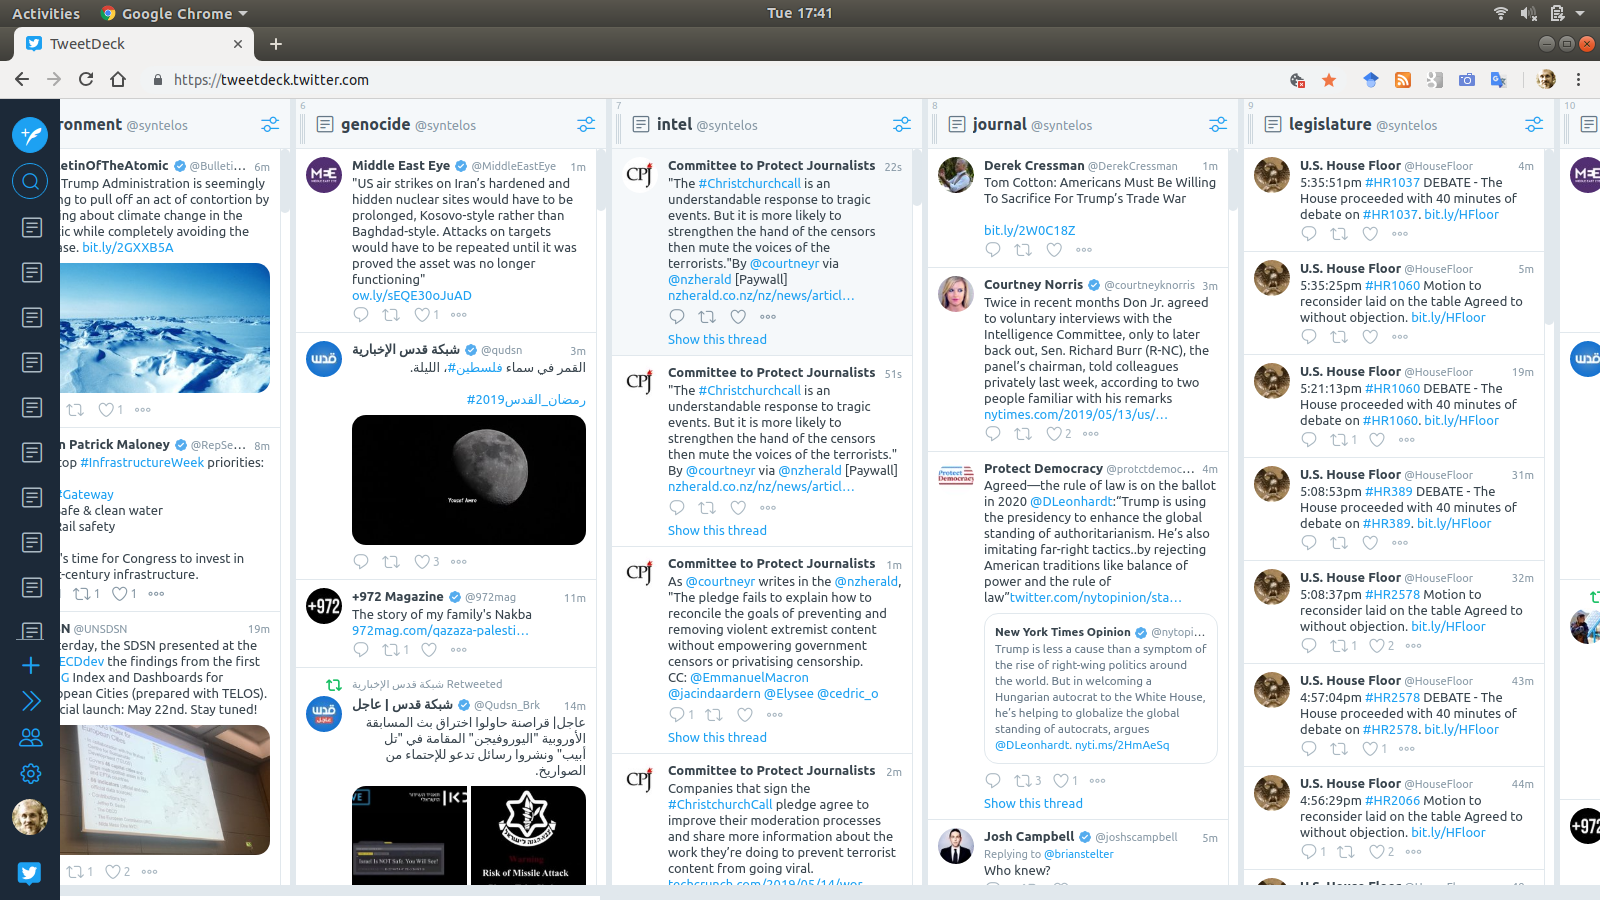 Activities
Google Chrome
Tue 17:41
TweetDeck
https://tweetdeck.twitter.com
ronment @syntelos
etinOfTheAtomic @Bulleti... 6m
Trump Administration is seemingly
ng to pull off an act of contortion by
ing about climate change in the
ic while completely avoiding the
ase. bit.ly/2GXXB5A
1
n Patrick Maloney @RepSe... 8m
top #InfrastructureWeek priorities:
#Gateway
afe & clean water
Rail safety
's time for Congress to invest in
t-century infrastructure.
1 1
N @UNSDSN 19m
terday, the SDSN presented at the
ECDdev the findings from the first
G Index and Dashboards for
opean Cities (prepared with TELOS).
cial launch: May 22nd. Stay tuned!
European Cities
1 2
6
genocide @syntelos
Middle East Eye @MiddleEastEye 1m
"US air strikes on Iran's hardened and
hidden nuclear sites would have to be
prolonged, Kosovo-style rather than
Baghdad-style. Attacks on targets
would have to be repeated until it was
proved the asset was no longer
functioning"
ow.ly/sEQE30oJuAD
1
شبكة قدس الإخبارية @qudsn 3m
القمر في سماء #فلسطين، الليلة.
#رمضان_القدس2019
Yousef Amro
3
+972 Magazine @972mag 11m
The story of my family's Nakba
972mag.com/qazaza-palesti...
1
شبكة قدس الإخبارية Retweeted
شبكة قدس | عاجل @Qudsn_Brk 14m
عاجل| قراصنة حاولوا اختراق بث المسابقة
الأوروبية "اليوروفيجن" المقامة في "تل
أبيب" ونشروا رسائل تدعو للإحتماء من
الصواريخ.
Israel Is NOT Safe. You Will See!
Warning
Risk of Missile Attack
7
intel @syntelos
Committee to Protect Journalists 22s
"The #Christchurchcall is an
understandable response to tragic
events. But it is more likely to
strengthen the hand of the censors
then mute the voices of the
terrorists."By @courtneyr via
@nzherald [Paywall]
nzherald.co.nz/nz/news/articl...
Show this thread
Committee to Protect Journalists 51s
"The #Christchurchcall is an
understandable response to tragic
events. But it is more likely to
strengthen the hand of the censors
then mute the voices of the terrorists."
By @courtneyr via @nzherald [Paywall]
nzherald.co.nz/nz/news/articl...
Show this thread
Committee to Protect Journalists 1m
As @courtneyr writes in the @nzherald,
"The pledge fails to explain how to
reconcile the goals of preventing and
removing violent extremist content
without empowering government
censors or privatising censorship.
CC: @EmmanuelMacron
@jacindaardern @Elysee @cedric_o
1
Show this thread
Committee to Protect Journalists 2m
Companies that sign the
#ChristchurchCall pledge agree to
improve their moderation processes
and share more information about the
work they're doing to prevent terrorist
content from going viral.
techcrunch.com/2019/05/14/wor...
8
journal @syntelos
Derek Cressman @DerekCressman 1m
Tom Cotton: Americans Must Be Willing
To Sacrifice For Trump's Trade War
bit.ly/2W0C18Z
Courtney Norris @courtneyknorris 3m
Twice in recent months Don Jr. agreed
to voluntary interviews with the
Intelligence Committee, only to later
back out, Sen. Richard Burr (R-NC), the
panel's chairman, told colleagues
privately last week, according to two
people familiar with his remarks
nytimes.com/2019/05/13/us/...
2
Protect Democracy @protctdemoc... 4m
Agreed—the rule of law is on the ballot
in 2020 @DLeonhardt:"Trump is using
the presidency to enhance the global
standing of authoritarianism. He's also
imitating far-right tactics..by rejecting
American traditions like balance of
power and the rule of
law"twitter.com/nytopinion/sta...
New York Times Opinion @nytopi...
Trump is less a cause than a symptom of
the rise of right-wing politics around
the world. But in welcoming a
Hungarian autocrat to the White House,
he's helping to globalize the global
standing of autocrats, argues
@DLeonhardt. nyti.ms/2HmAeSq
3 1
Show this thread
Josh Campbell @joshscampbell 5m
Replying to @brianstelter
Who knew?
9
legislature @syntelos
U.S. House Floor @HouseFloor 4m
5:35:51pm #HR1037 DEBATE - The
House proceeded with 40 minutes of
debate on #HR1037. bit.ly/HFloor
U.S. House Floor @HouseFloor 5m
5:35:25pm #HR1060 Motion to
reconsider laid on the table Agreed to
without objection. bit.ly/HFloor
U.S. House Floor @HouseFloor 19m
5:21:13pm #HR1060 DEBATE - The
House proceeded with 40 minutes of
debate on #HR1060. bit.ly/HFloor
1
U.S. House Floor @HouseFloor 31m
5:08:53pm #HR389 DEBATE - The
House proceeded with 40 minutes of
debate on #HR389. bit.ly/HFloor
U.S. House Floor @HouseFloor 32m
5:08:37pm #HR2578 Motion to
reconsider laid on the table Agreed to
without objection. bit.ly/HFloor
1 2
U.S. House Floor @HouseFloor 43m
4:57:04pm #HR2578 DEBATE - The
House proceeded with 40 minutes of
debate on #HR2578. bit.ly/HFloor
1
U.S. House Floor @HouseFloor 44m
4:56:29pm #HR2066 Motion to
reconsider laid on the table Agreed to
without objection. bit.ly/HFloor
1 2
10